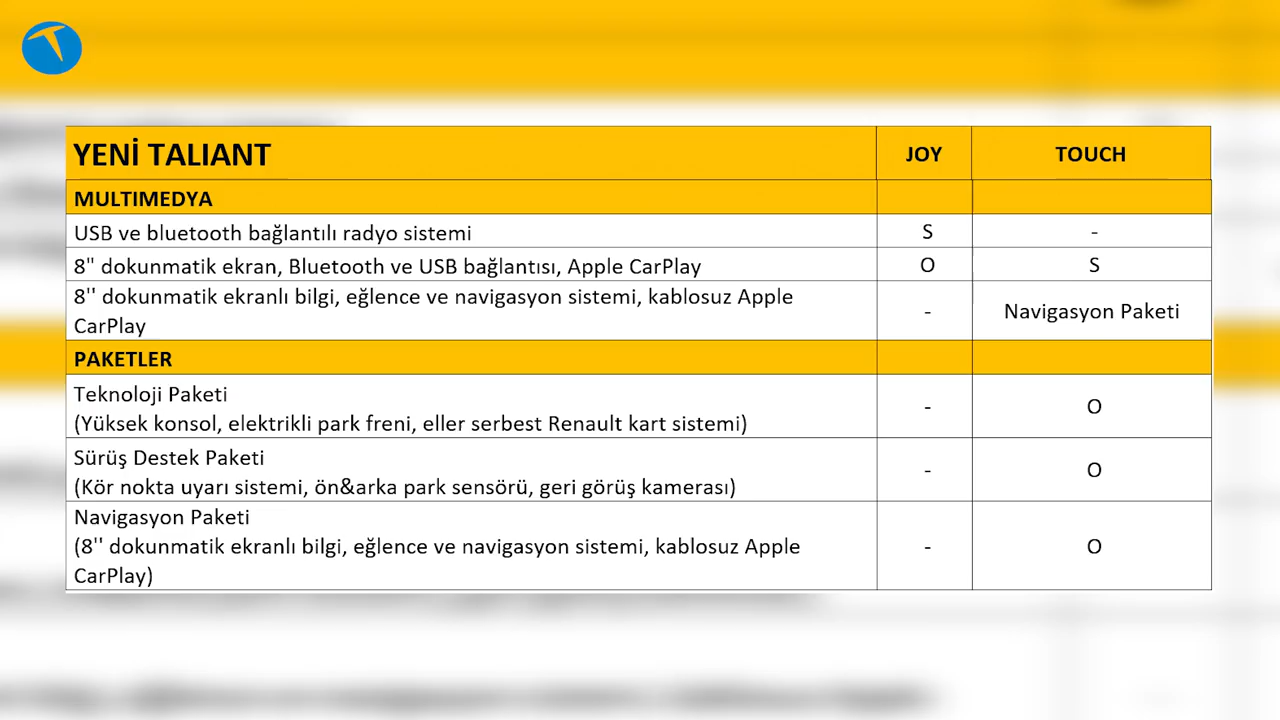 YENİ TALIANT JOY TOUCH
MULTIMEDYA
USB ve bluetooth bağlantılı radyo sistemi S -
8" dokunmatik ekran, Bluetooth ve USB bağlantısı, Apple CarPlay O S
8'' dokunmatik ekranlı bilgi, eğlence ve navigasyon sistemi, kablosuz Apple
CarPlay - Navigasyon Paketi
PAKETLER
Teknoloji Paketi
(Yüksek konsol, elektrikli park freni, eller serbest Renault kart sistemi) - O
Sürüş Destek Paketi
(Kör nokta uyarı sistemi, ön&arka park sensörü, geri görüş kamerası) - O
Navigasyon Paketi
(8'' dokunmatik ekranlı bilgi, eğlence ve navigasyon sistemi, kablosuz Apple
CarPlay) - O